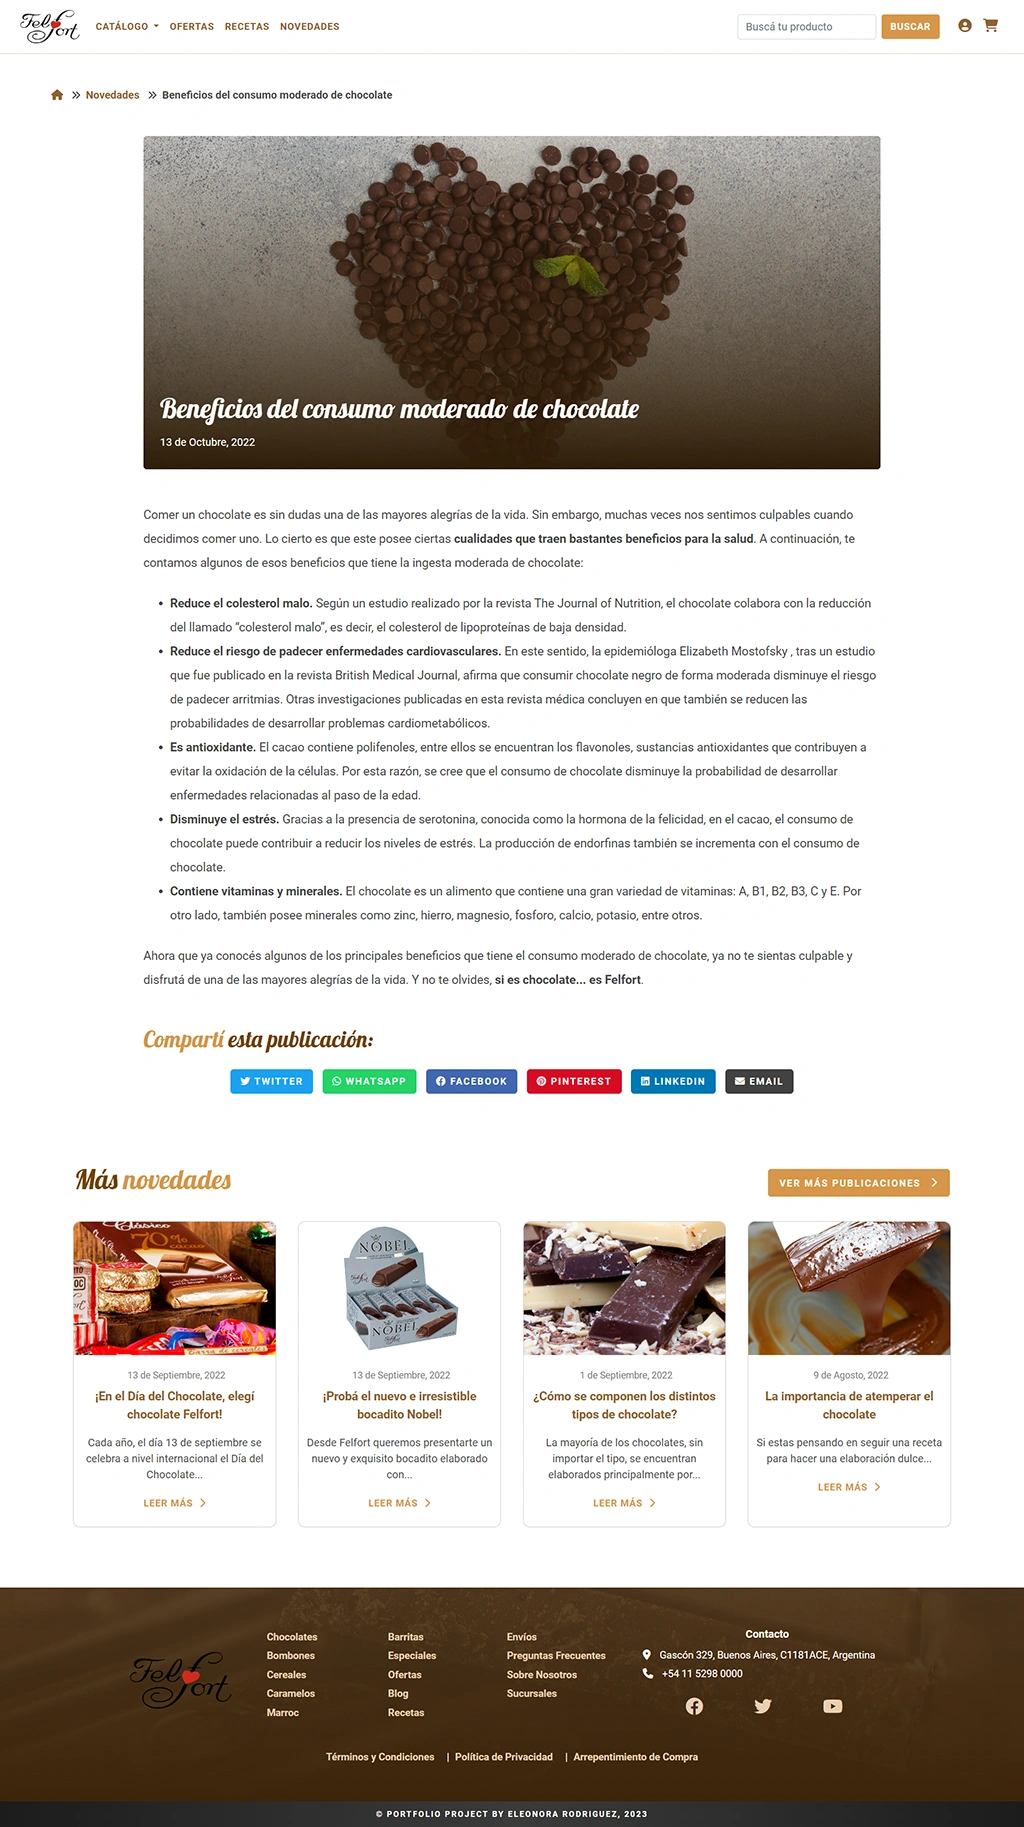 Felfort
CATÁLOGO OFERTAS RECETAS NOVEDADES
Buscá tu producto
BUSCAR
Novedades
Beneficios del consumo moderado de chocolate
Beneficios del consumo moderado de chocolate
13 de Octubre, 2022
Comer un chocolate es sin dudas una de las mayores alegrías de la vida. Sin embargo, muchas veces nos sentimos culpables cuando
decidimos comer uno. Lo cierto es que este posee ciertas cualidades que traen bastantes beneficios para la salud. A continuación, te
contamos algunos de esos beneficios que tiene la ingesta moderada de chocolate:
• Reduce el colesterol malo. Según un estudio realizado por la revista The Journal of Nutrition, el chocolate colabora con la reducción
del llamado “colesterol malo”, es decir, el colesterol de lipoproteínas de baja densidad.
• Reduce el riesgo de padecer enfermedades cardiovasculares. En este sentido, la epidemióloga Elizabeth Mostofsky , tras un estudio
que fue publicado en la revista British Medical Journal, afirma que consumir chocolate negro de forma moderada disminuye el riesgo
de padecer arritmias. Otras investigaciones publicadas en esta revista médica concluyen en que también se reducen las
probabilidades de desarrollar problemas cardiometabólicos.
• Es antioxidante. El cacao contiene polifenoles, entre ellos se encuentran los flavonoles, sustancias antioxidantes que contribuyen a
evitar la oxidación de la células. Por esta razón, se cree que el consumo de chocolate disminuye la probabilidad de desarrollar
enfermedades relacionadas al paso de la edad.
• Disminuye el estrés. Gracias a la presencia de serotonina, conocida como la hormona de la felicidad, en el cacao, el consumo de
chocolate puede contribuir a reducir los niveles de estrés. La producción de endorfinas también se incrementa con el consumo de
chocolate.
• Contiene vitaminas y minerales. El chocolate es un alimento que contiene una gran variedad de vitaminas: A, B1, B2, B3, C y E. Por
otro lado, también posee minerales como zinc, hierro, magnesio, fosforo, calcio, potasio, entre otros.
Ahora que ya conocés algunos de los principales beneficios que tiene el consumo moderado de chocolate, ya no te sientas culpable y
disfrutá de una de las mayores alegrías de la vida. Y no te olvides, si es chocolate... es Felfort.
Compartí esta publicación:
TWITTER WHATSAPP FACEBOOK PINTEREST LINKEDIN EMAIL
Más novedades
VER MÁS PUBLICACIONES
Clásico
70%
cacao
NOBEL
Felfort
NOBEL
13 de Septiembre, 2022
¡En el Día del Chocolate, elegí
chocolate Felfort!
Cada año, el día 13 de septiembre se
celebra a nivel internacional el Día del
Chocolate...
LEER MÁS
13 de Septiembre, 2022
¡Probá el nuevo e irresistible
bocadito Nobel!
Desde Felfort queremos presentarte un
nuevo y exquisito bocadito elaborado
con...
LEER MÁS
1 de Septiembre, 2022
¿Cómo se componen los distintos
tipos de chocolate?
La mayoría de los chocolates, sin
importar el tipo, se encuentran
elaborados principalmente por...
LEER MÁS
9 de Agosto, 2022
La importancia de atemperar el
chocolate
Si estas pensando en seguir una receta
para hacer una elaboración dulce...
LEER MÁS
Felfort
Chocolates
Bombones
Cereales
Caramelos
Marroc
Barritas
Especiales
Ofertas
Blog
Recetas
Envíos
Preguntas Frecuentes
Sobre Nosotros
Sucursales
Contacto
Gascón 329, Buenos Aires, C1181ACE, Argentina
+54 11 5298 0000
Términos y Condiciones | Política de Privacidad | Arrepentimiento de Compra
© PORTFOLIO PROJECT BY ELEONORA RODRIGUEZ, 2023